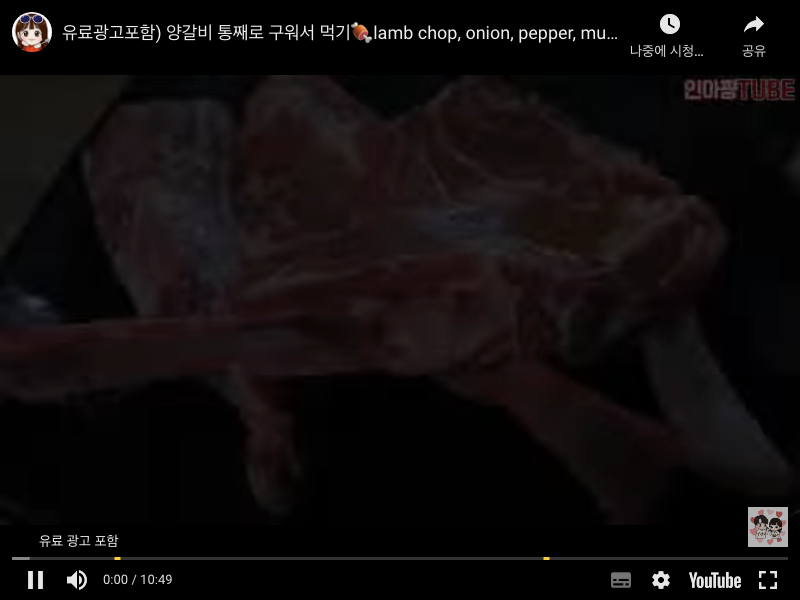 유료광고포함) 양갈비 통째로 구워서 먹기🍖lamb chop, onion, pepper, mu…
나중에 시청…
공유
인아짱TUBE
유료 광고 포함
0:00 / 10:49
YouTube